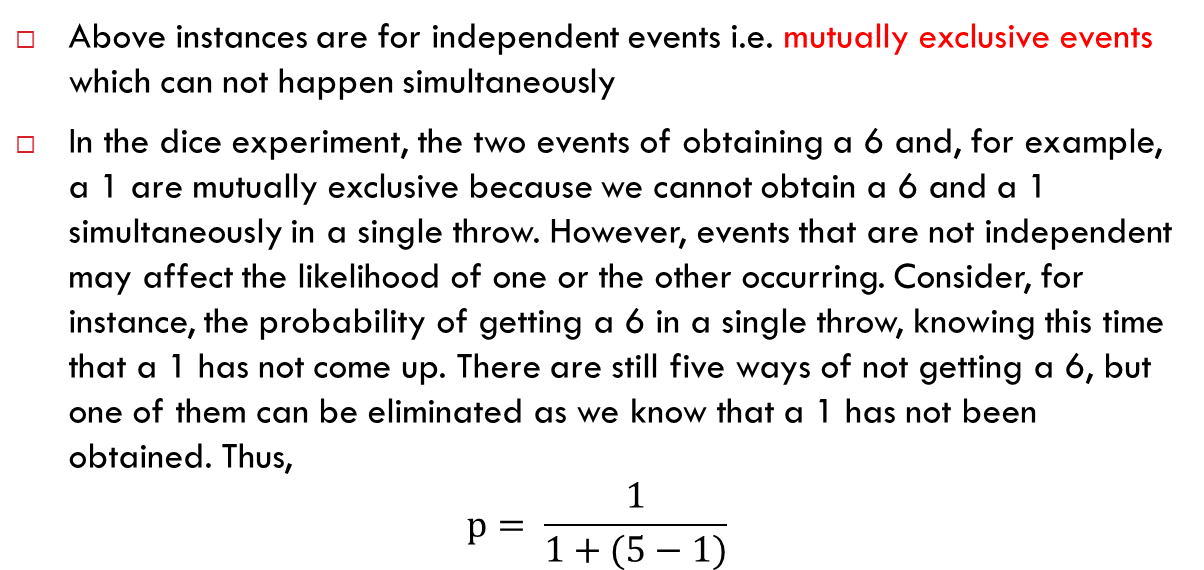 Above instances are for independent events i.e. mutually exclusive events
which can not happen simultaneously
In the dice experiment, the two events of obtaining a 6 and, for example,
a 1 are mutually exclusive because we cannot obtain a 6 and a 1
simultaneously in a single throw. However, events that are not independent
may affect the likelihood of one or the other occurring. Consider, for
instance, the probability of getting a 6 in a single throw, knowing this time
that a 1 has not come up. There are still five ways of not getting a 6, but
one of them can be eliminated as we know that a 1 has not been
obtained. Thus,
1
p =
1 + (5 − 1)